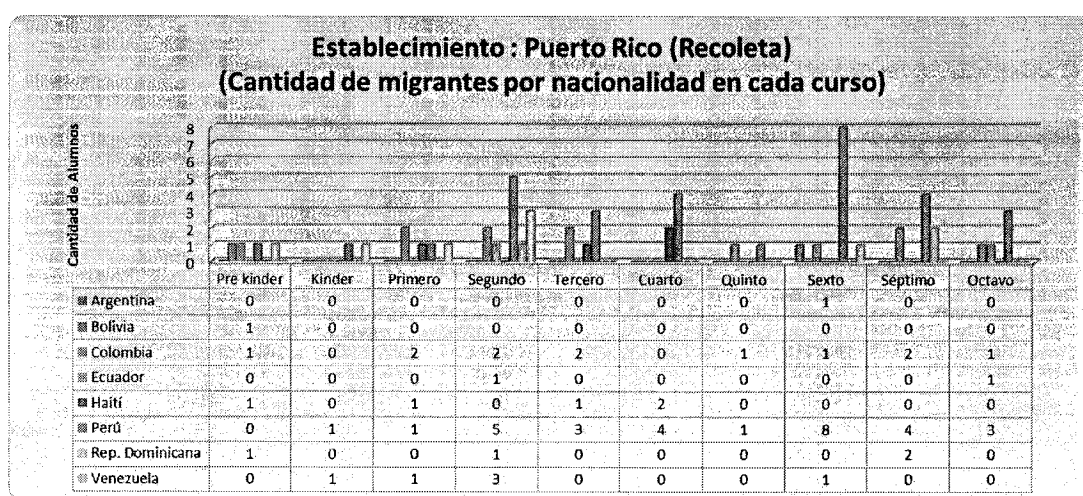 Establecimiento : Puerto Rico (Recoleta)
(Cantidad de migrantes por nacionalidad en cada curso)
Cantidad de Alumnos
8
7
6
5
4
3
2
1
0
Pre kinder Kinder Primero Segundo Tercero Cuarto Quinto Sexto Séptimo Octavo
Argentina 0 0 0 0 0 0 0 1 0 0
Bolivia 1 0 0 0 0 0 0 0 0 0
Colombia 1 0 2 2 2 0 1 1 2 1
Ecuador 0 0 0 1 0 0 0 0 0 1
Haití 1 0 1 0 1 2 0 0 0 0
Perú 0 1 1 5 3 4 1 8 4 3
Rep. Dominicana 1 0 0 1 0 0 0 0 2 0
Venezuela 0 1 1 3 0 0 0 1 0 0